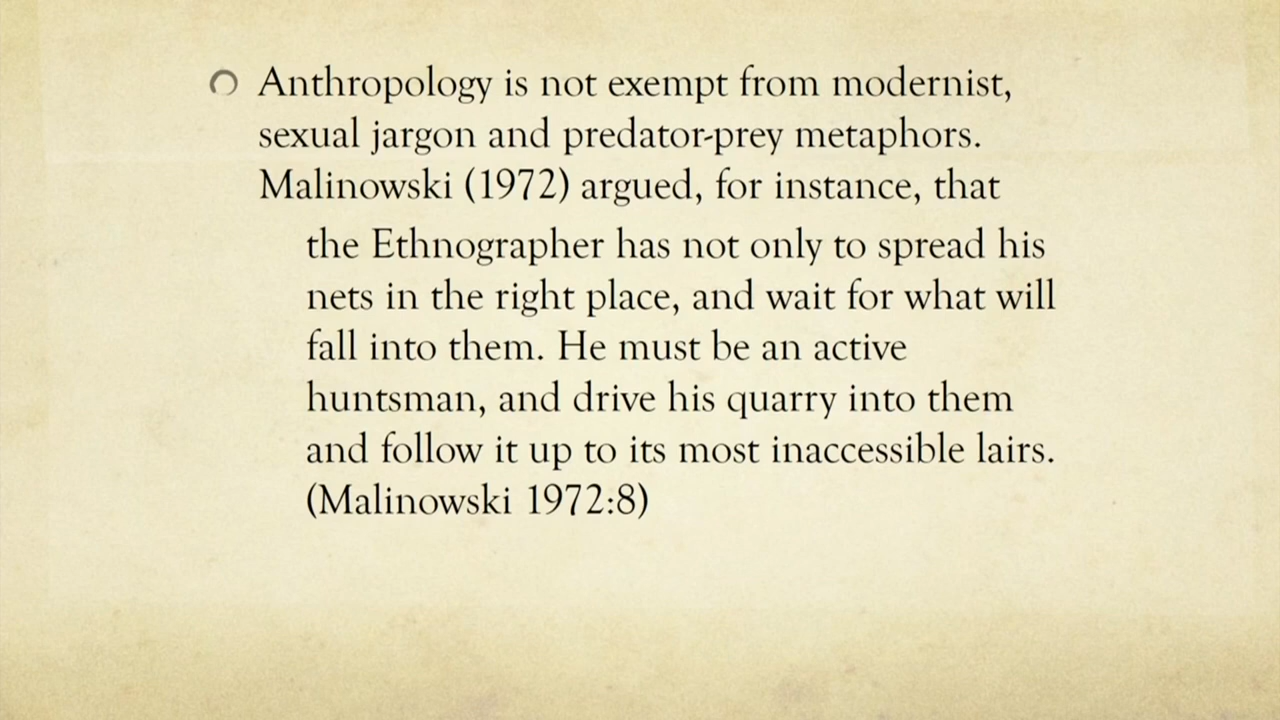 Anthropology is not exempt from modernist,
sexual jargon and predator-prey metaphors.
Malinowski (1972) argued, for instance, that
the Ethnographer has not only to spread his
nets in the right place, and wait for what will
fall into them. He must be an active
huntsman, and drive his quarry into them
and follow it up to its most inaccessible lairs.
(Malinowski 1972:8)